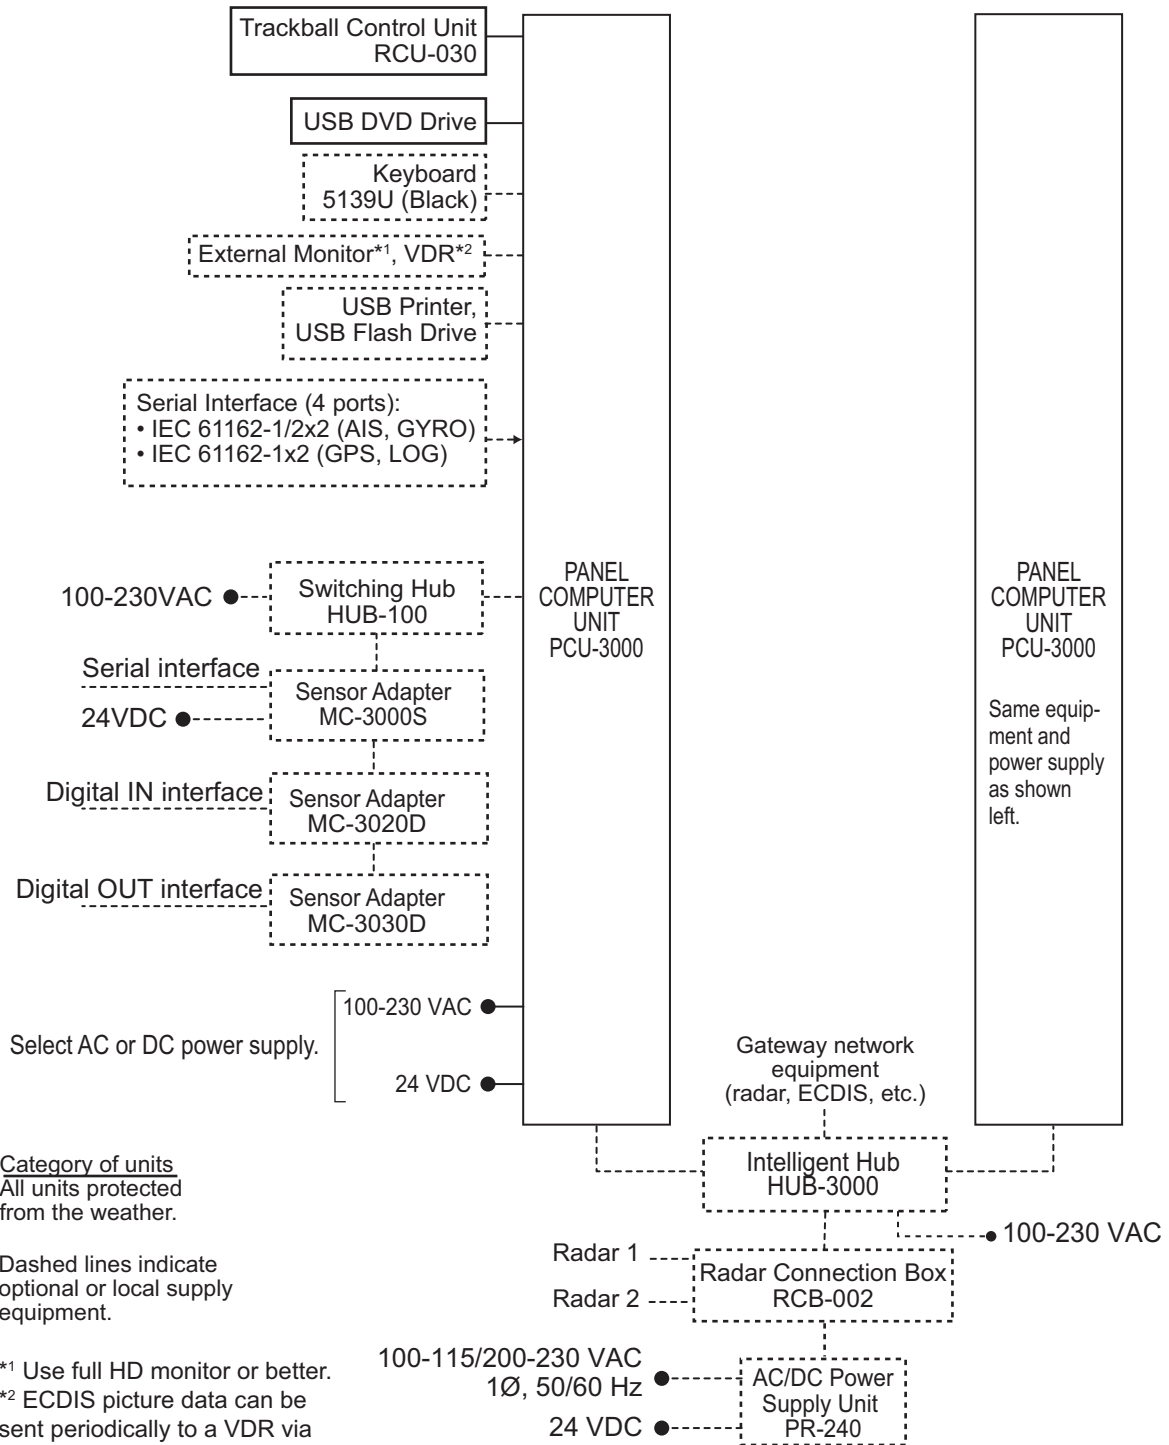 Trackball Control Unit
RCU-030
USB DVD Drive
Keyboard
5139U (Black)
External Monitor*1, VDR*2
USB Printer,
USB Flash Drive
Serial Interface (4 ports):
• IEC 61162-1/2x2 (AIS, GYRO)
• IEC 61162-1x2 (GPS, LOG)
100-230VAC
Switching Hub
HUB-100
Serial interface
24VDC
Sensor Adapter
MC-3000S
Digital IN interface
Sensor Adapter
MC-3020D
Digital OUT interface
Sensor Adapter
MC-3030D
Select AC or DC power supply.
100-230 VAC
24 VDC
PANEL
COMPUTER
UNIT
PCU-3000
PANEL
COMPUTER
UNIT
PCU-3000
Same equip-
ment and
power supply
as shown
left.
Gateway network
equipment
(radar, ECDIS, etc.)
Intelligent Hub
HUB-3000
100-230 VAC
Radar 1
Radar 2
Radar Connection Box
RCB-002
100-115/200-230 VAC
1Ø, 50/60 Hz
24 VDC
AC/DC Power
Supply Unit
PR-240
Category of units
All units protected
from the weather.
Dashed lines indicate
optional or local supply
equipment.
*1 Use full HD monitor or better.
*2 ECDIS picture data can be
sent periodically to a VDR via